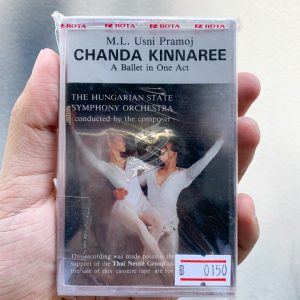 ROTA ROTA ROTA ROTA
M.L. Usni Pramoj
CHANDA KINNAREE
A Ballet in One Act
THE HUNGARIAN STATE
SYMPHONY ORCHESTRA
conducted by the composer
This recording was made possible
support of the Thai Nestlé Group
the sale of this cassette tape are for
฿ 0150